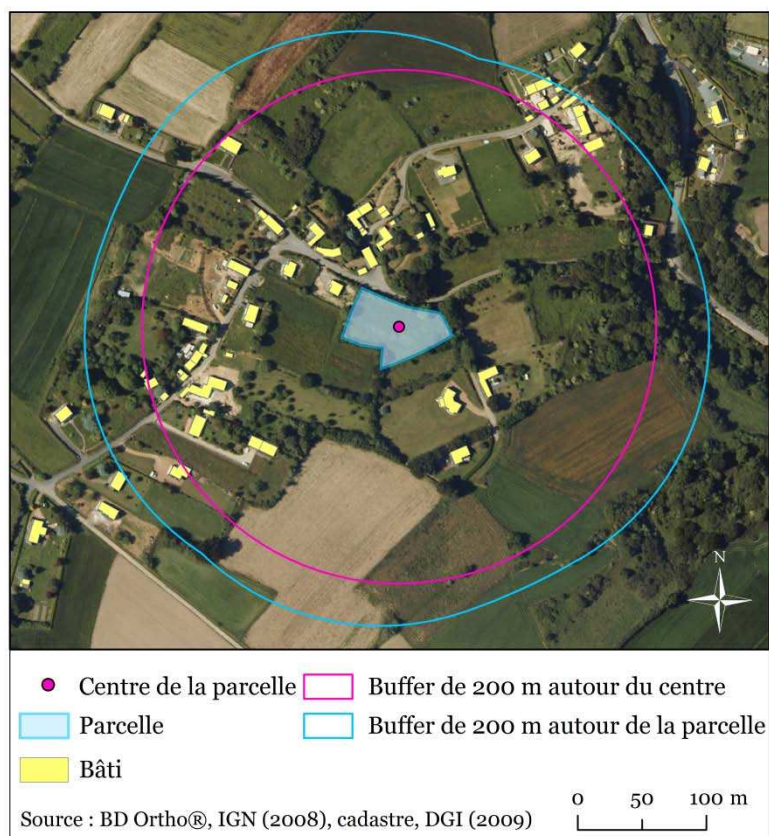 N
Centre de la parcelle
Buffer de 200 m autour du centre
Parcelle
Buffer de 200 m autour de la parcelle
Bâti
Source : BD Ortho®, IGN (2008), cadastre, DGI (2009)
0 50 100 m